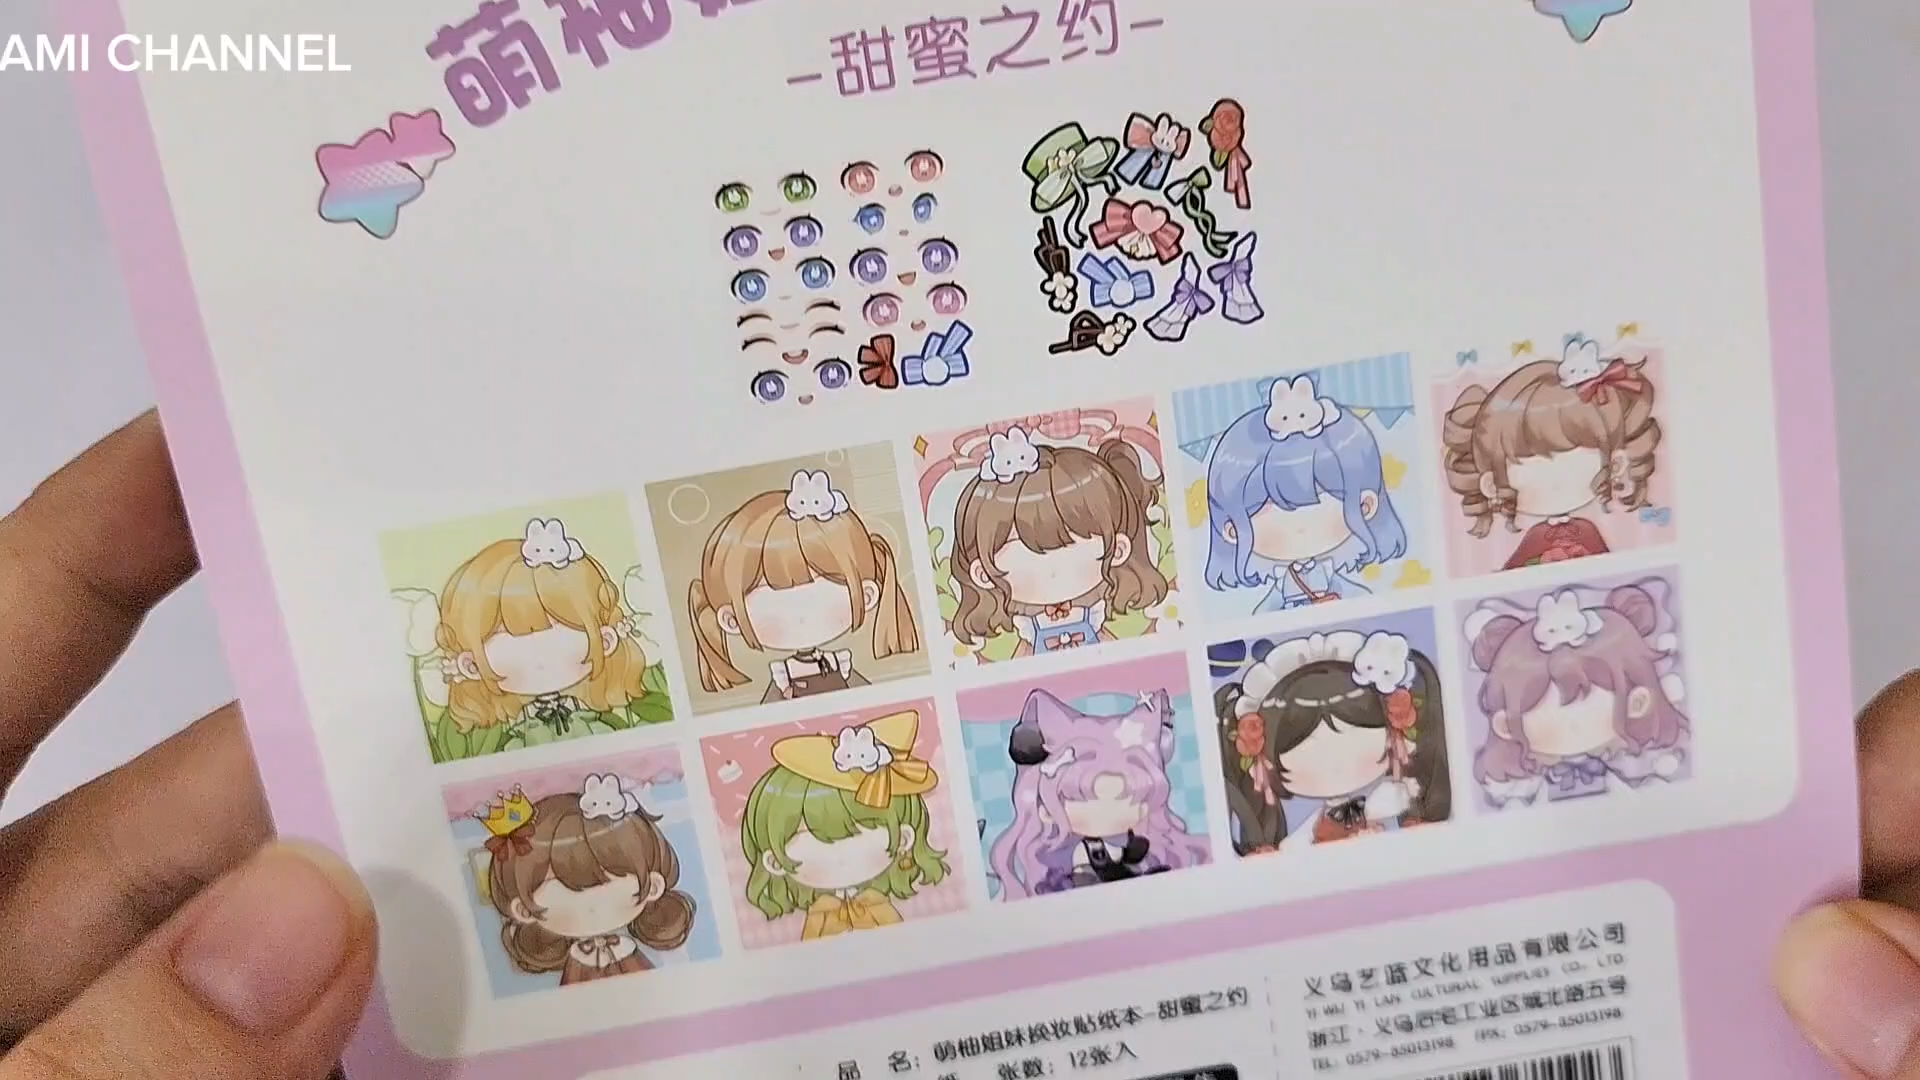 AMI CHANNEL
萌柚
-甜蜜之约-
品 名：萌柚姐妹换妆贴纸本-甜蜜之约
纸 张数：12张入
义乌艺蓝文化用品有限公司
YI WU YI LAN CULTURAL SUPPLIES CO., LTD
浙江·义乌后宅工业区城北路五号
TEL: 0579-85013198 FAX: 0579-85013198